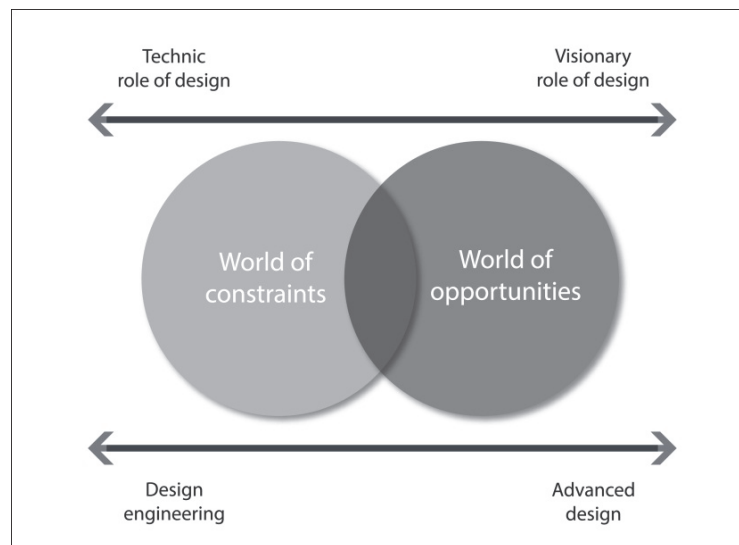 Technic
role of design
Visionary
role of design
World of
constraints
World of
opportunities
Design
engineering
Advanced
design